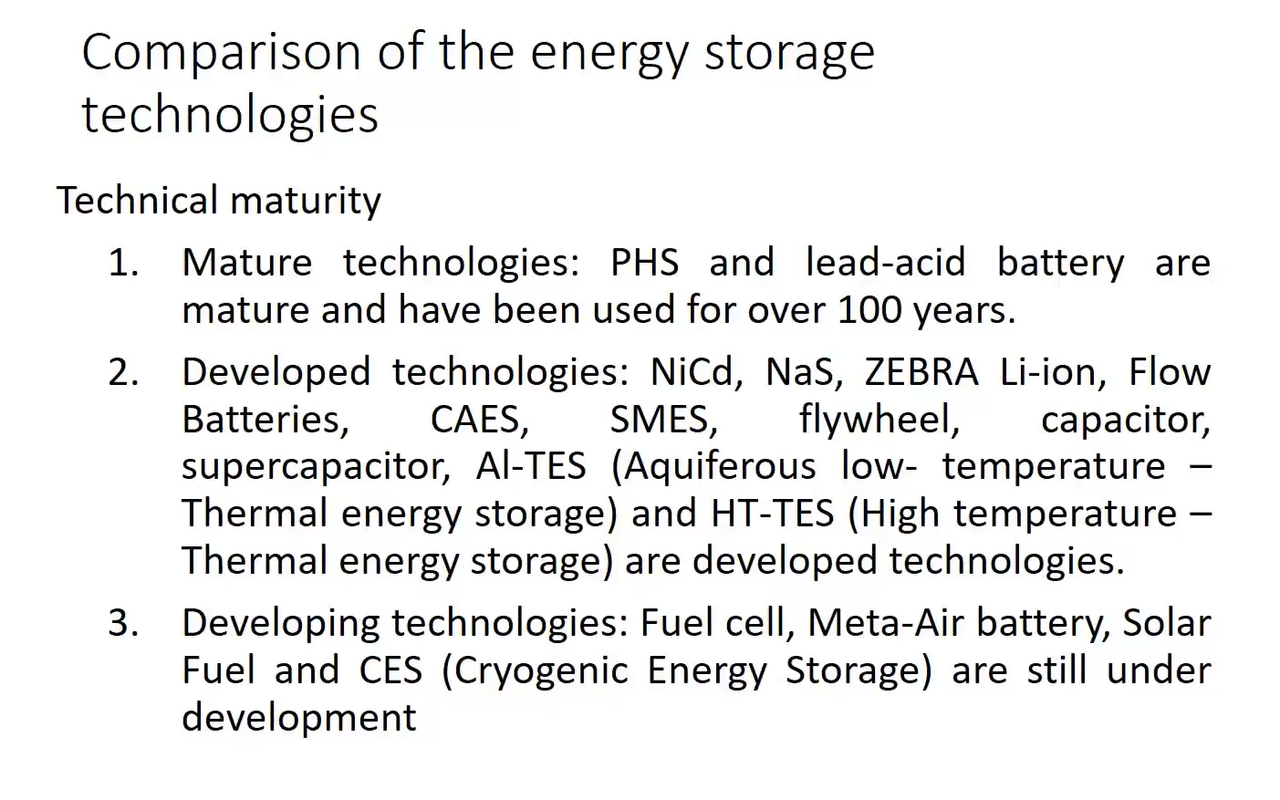 Comparison of the energy storage
technologies
Technical maturity
1. Mature technologies: PHS and lead-acid battery are
mature and have been used for over 100 years.
2. Developed technologies: NiCd, NaS, ZEBRA Li-ion, Flow
Batteries, CAES, SMES, flywheel, capacitor,
supercapacitor, Al-TES (Aquiferous low- temperature –
Thermal energy storage) and HT-TES (High temperature –
Thermal energy storage) are developed technologies.
3. Developing technologies: Fuel cell, Meta-Air battery, Solar
Fuel and CES (Cryogenic Energy Storage) are still under
development